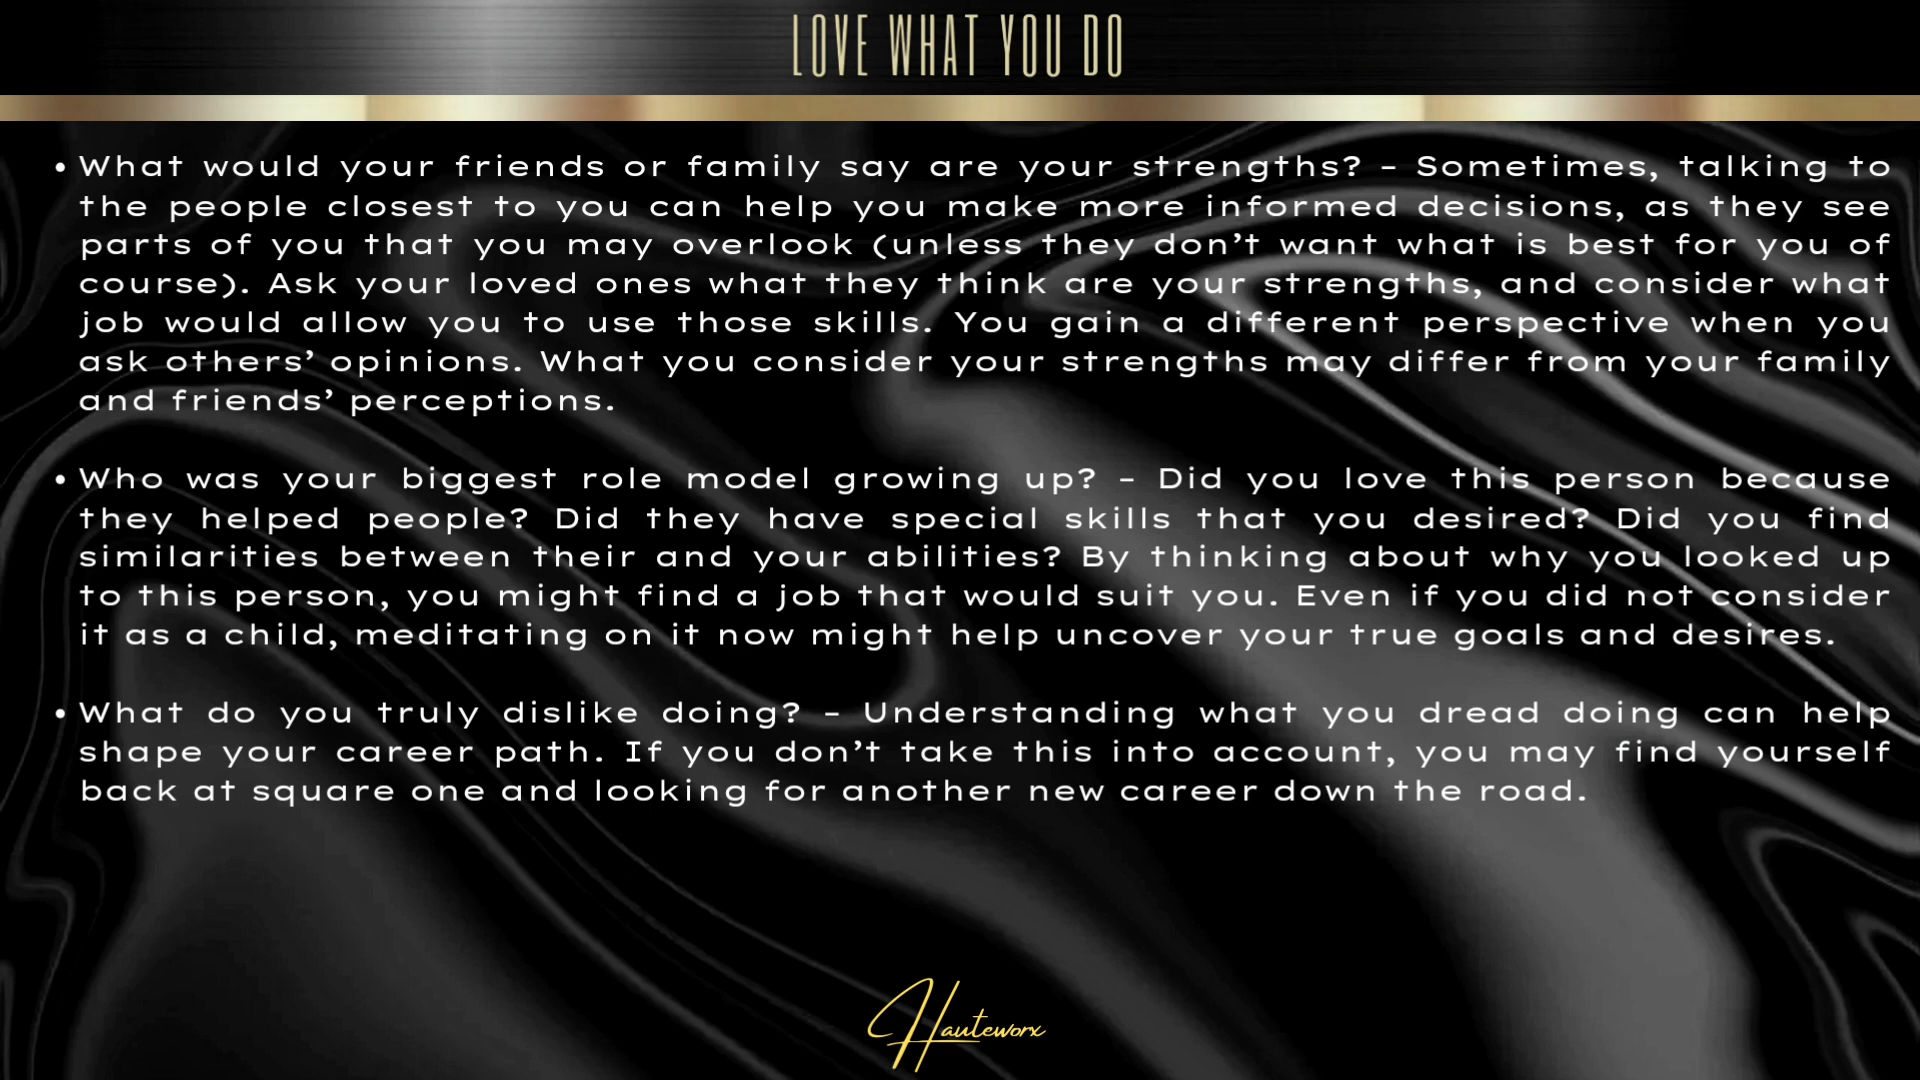 LOVE WHAT YOU DO
• What would your friends or family say are your strengths? – Sometimes, talking to
the people closest to you can help you make more informed decisions, as they see
parts of you that you may overlook (unless they don’t want what is best for you of
course). Ask your loved ones what they think are your strengths, and consider what
job would allow you to use those skills. You gain a different perspective when you
ask others’ opinions. What you consider your strengths may differ from your family
and friends’ perceptions.
• Who was your biggest role model growing up? – Did you love this person because
they helped people? Did they have special skills that you desired? Did you find
similarities between their and your abilities? By thinking about why you looked up
to this person, you might find a job that would suit you. Even if you did not consider
it as a child, meditating on it now might help uncover your true goals and desires.
• What do you truly dislike doing? – Understanding what you dread doing can help
shape your career path. If you don’t take this into account, you may find yourself
back at square one and looking for another new career down the road.
Hauteworx